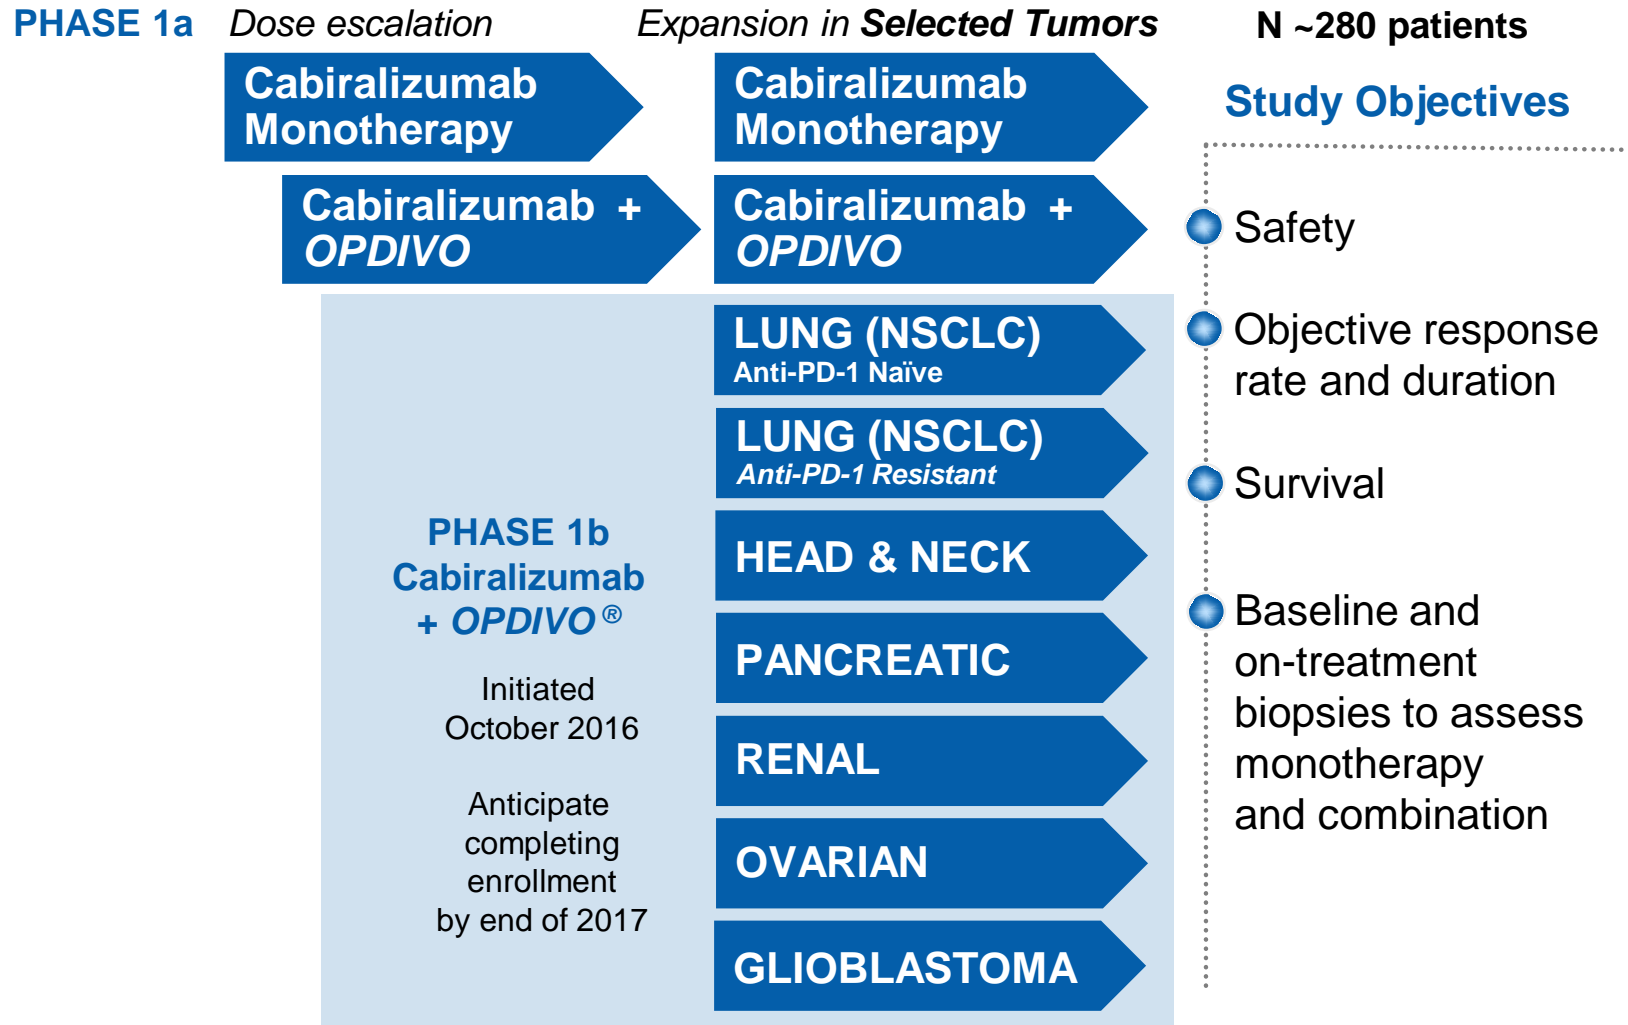 PHASE 1a Dose escalation Expansion in Selected Tumors N ~280 patients
Cabiralizumab
Monotherapy
Cabiralizumab
Monotherapy
Cabiralizumab +
OPDIVO
Cabiralizumab +
OPDIVO
PHASE 1b
Cabiralizumab
+ OPDIVO ®
Initiated
October 2016
Anticipate
completing
enrollment
by end of 2017
LUNG (NSCLC)
Anti-PD-1 Naïve
LUNG (NSCLC)
Anti-PD-1 Resistant
HEAD & NECK
PANCREATIC
RENAL
OVARIAN
GLIOBLASTOMA
Study Objectives
Safety
Objective response
rate and duration
Survival
Baseline and
on-treatment
biopsies to assess
monotherapy
and combination